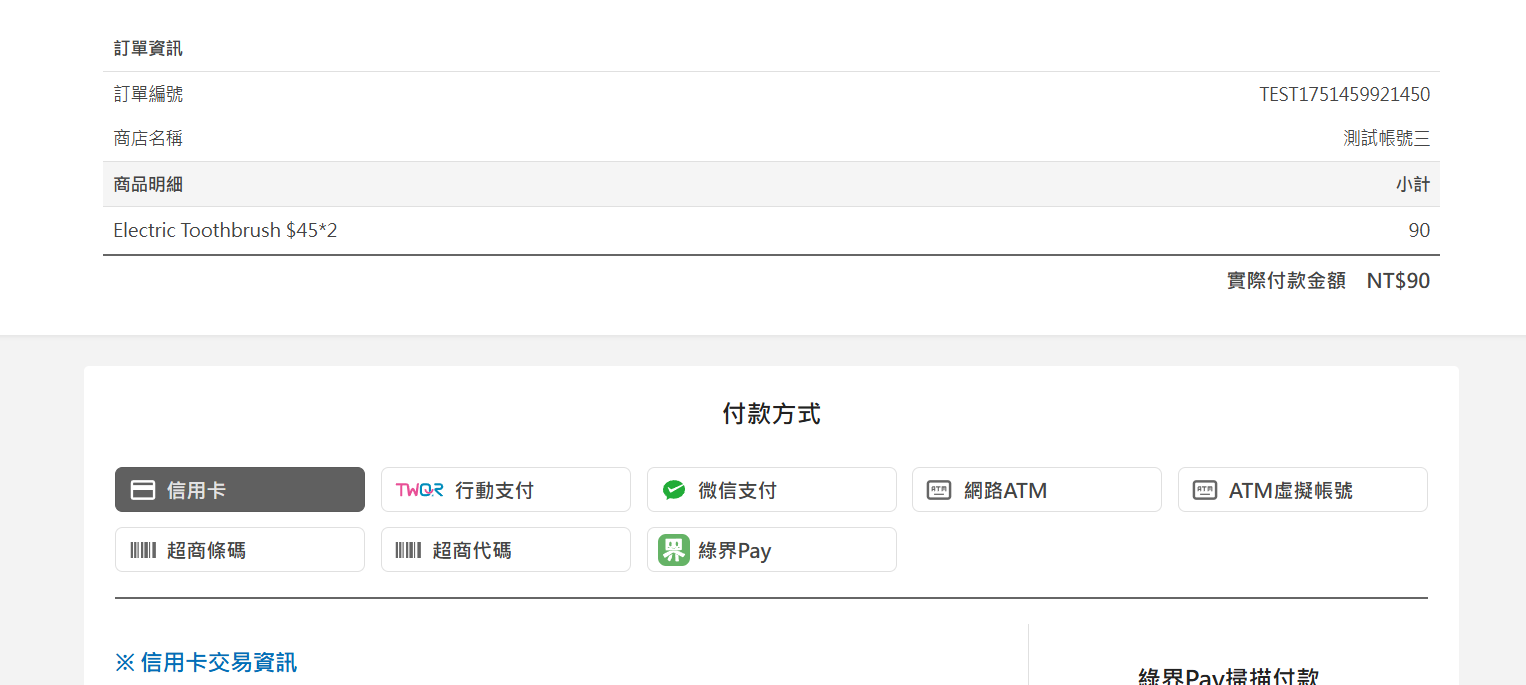 訂單資訊
訂單編號 TEST1751459921450
商店名稱 測試帳號三
商品明細 小計
Electric Toothbrush $45*2 90
實際付款金額 NT$90
付款方式
信用卡 TWQR 行動支付 微信支付 ATM 網路ATM ATM ATM虛擬帳號
超商條碼 超商代碼 界 綠界Pay
※ 信用卡交易資訊
綠界Pay掃描付款